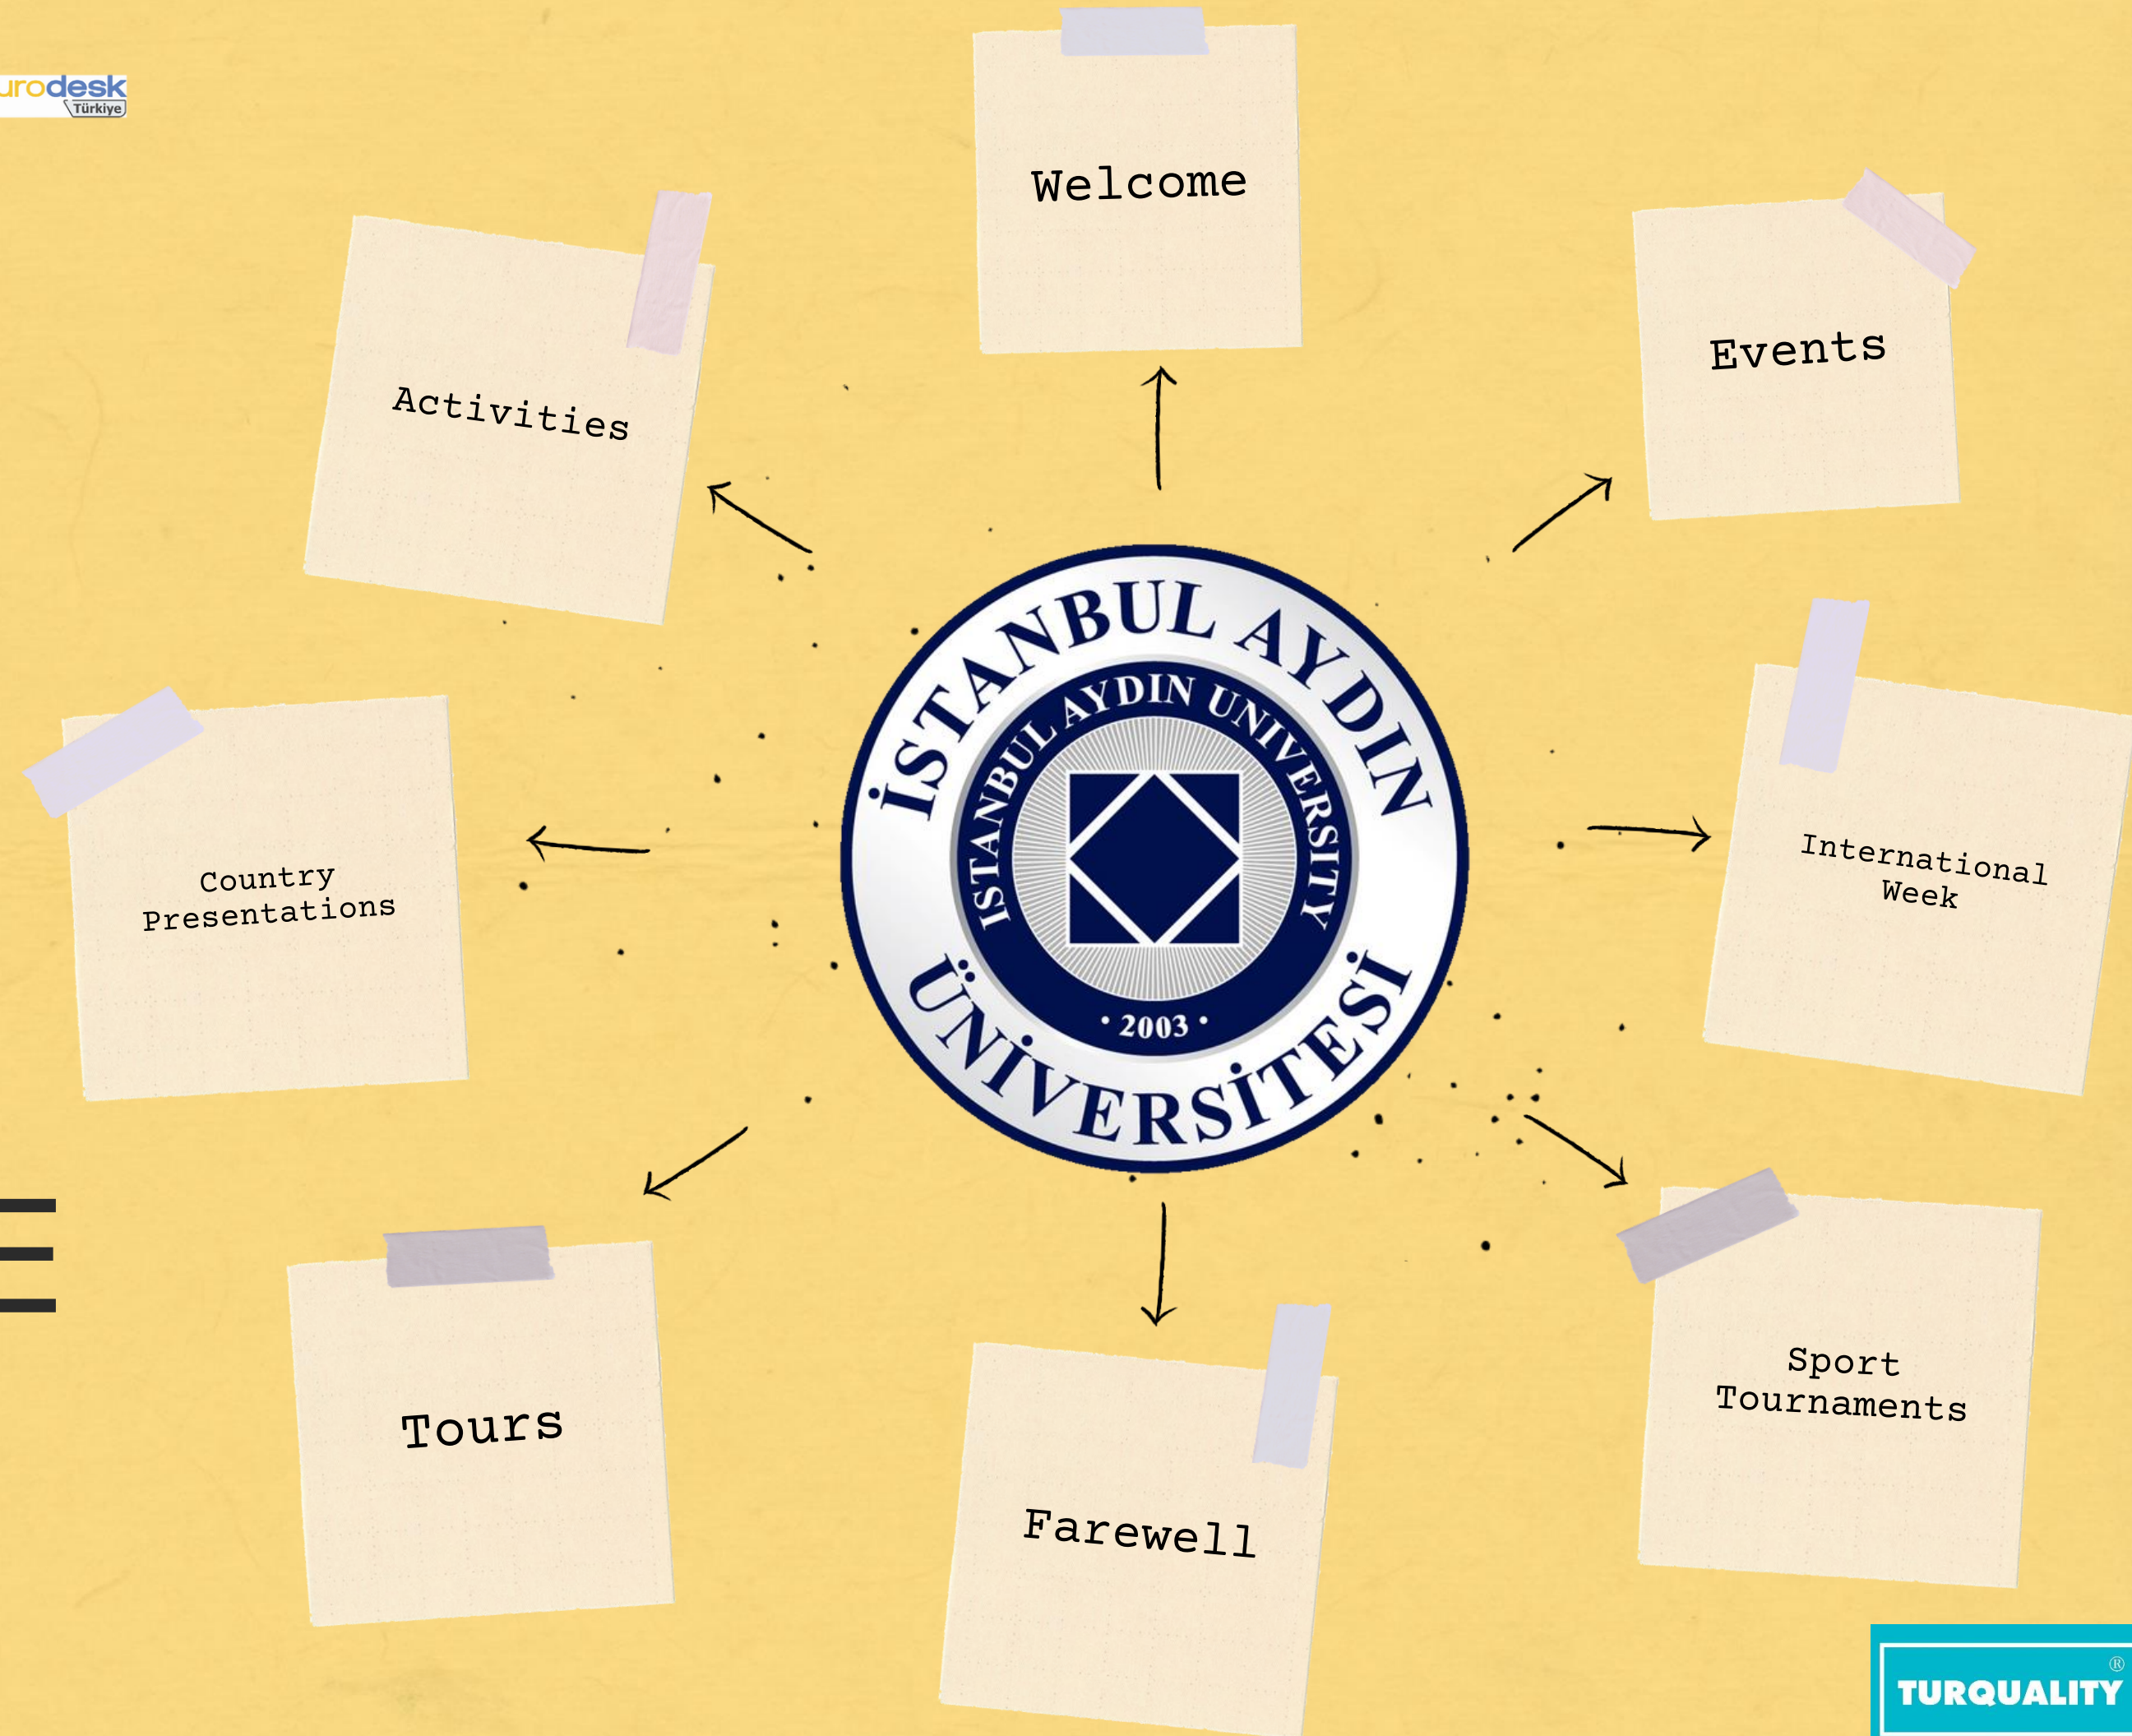 urodesk
Türkiye
Welcome
Activities
Events
İSTANBUL AYDIN
ISTANBUL AYDIN UNIVERSITY
• 2003 •
ÜNİVERSİTESİ
Country
Presentations
International
Week
Tours
Farewell
Sport
Tournaments
TURQUALITY®